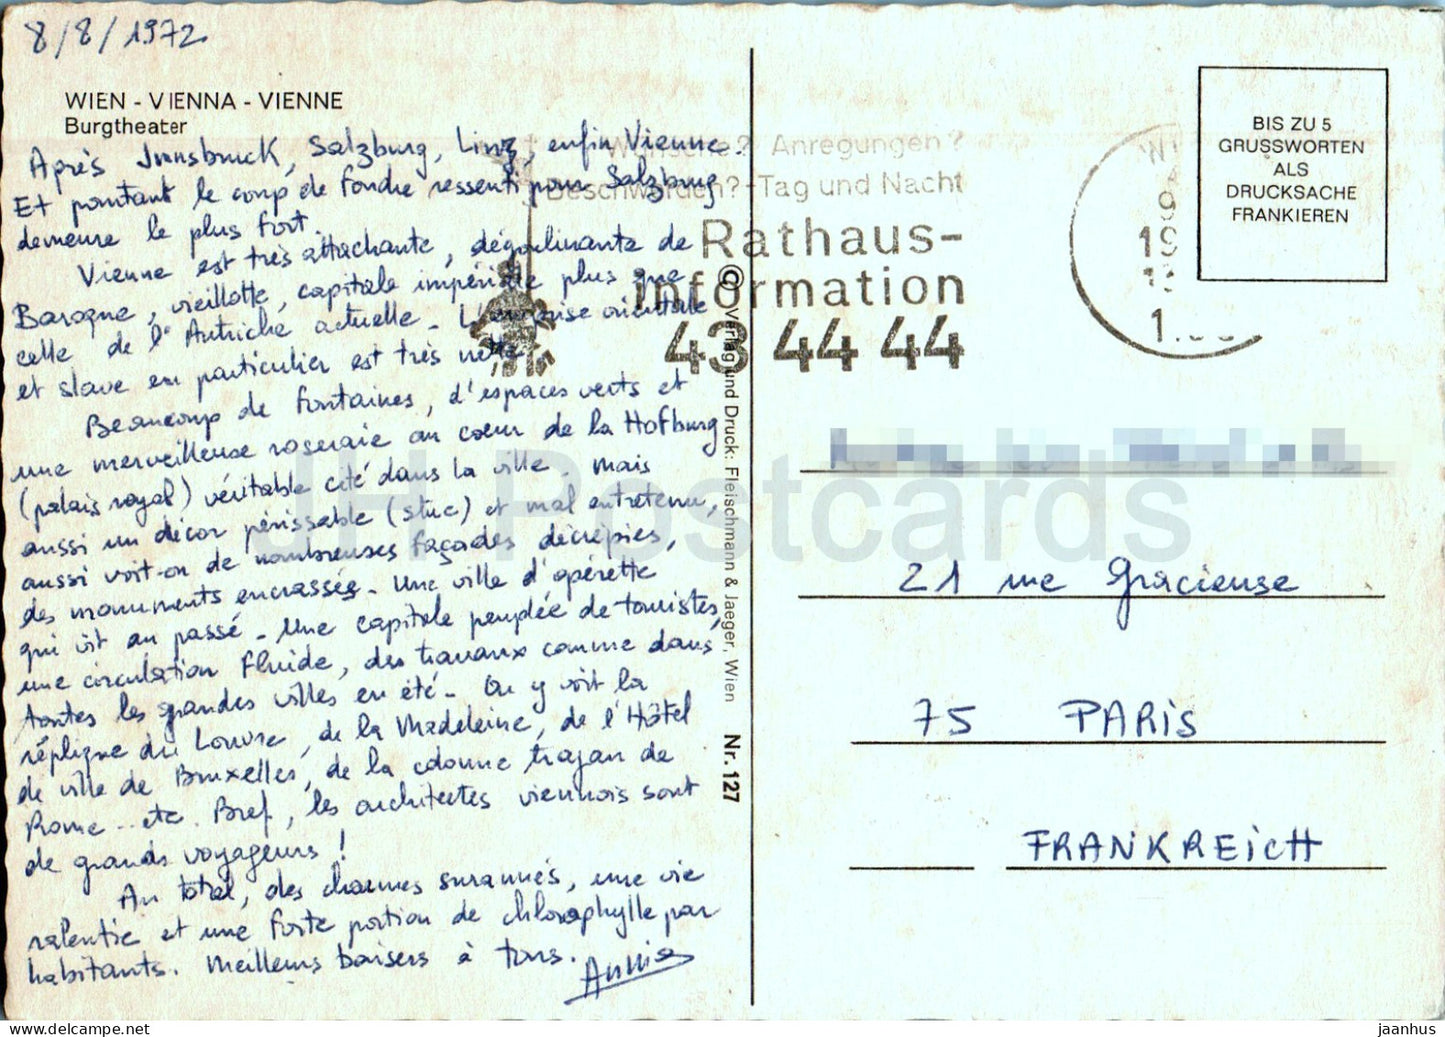 8/8/1972
WIEN - VIENNA - VIENNE
Burgtheater
Après Innsbruck, Salzburg, Linz, enfin Vienne.
Et pourtant le coup de foudre ressenti pour Salzburg
demeure le plus fort.
Vienne est très attachante, dégoulinante de
Baroque, vieillotte, capitale impériale plus que
celle de l'Autriche actuelle. L'emprise orientale
et slave en particulier est très nette.
Beaucoup de fontaines, d'espaces verts et
une merveilleuse roseraie au cœur de la Hofburg
(palais royal) véritable cité dans la ville. Mais
aussi un décor périssable (stuc) et mal entretenu,
aussi voit-on de nombreuses façades décrépies,
des monuments encrassés. Une ville d'opérette
qui vit au passé. Une capitale peuplée de touristes,
une circulation fluide, des travaux comme dans
toutes les grandes villes en été. On y voit la
réplique du Louvre, de la Madeleine, de l'Hôtel
de ville de Bruxelles, de la colonne trajan de
Rome .. etc. Bref, les architectes viennois sont
de grands voyageurs !
Au total, des charmes surannés, une vie
ralentie et une forte portion de chlorophylle par
habitants. Meilleurs baisers à tous.
Annie
Wünsche? Anregungen?
Beschwerden? Tag und Nacht
Rathaus-
information
43 44 44
© Verlag und Druck: Fleischmann & Jaeger, Wien Nr. 127
BIS ZU 5
GRUSSWORTEN
ALS
DRUCKSACHE
FRANKIEREN
21 rue Gracieuse
75 PARIS
FRANKREICH
JH Postcards
www.delcampe.net
jaanhus